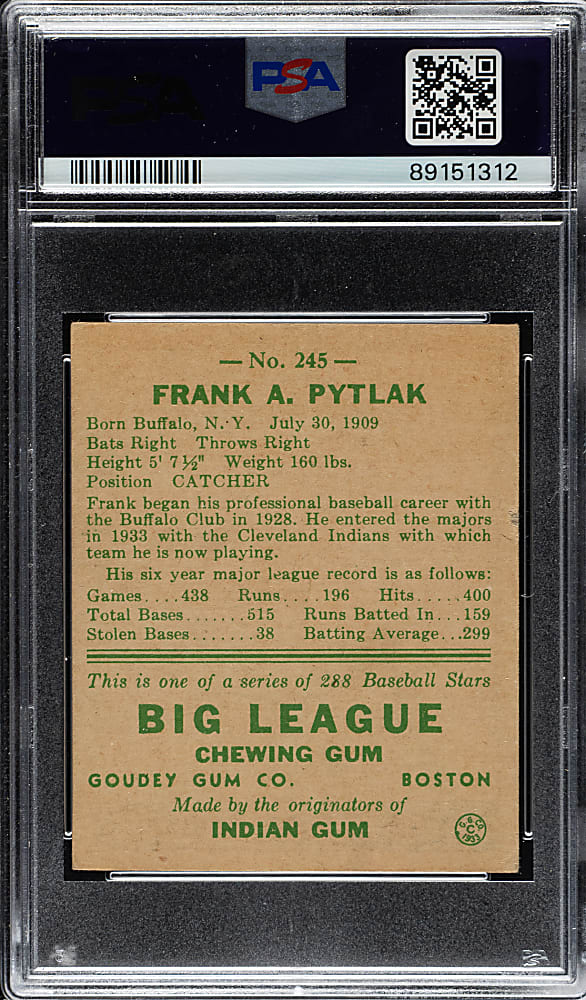 PSA
PSA
89151312
— No. 245 —
FRANK A. PYTLAK
Born Buffalo, N.Y. July 30, 1909
Bats Right Throws Right
Height 5' 7½" Weight 160 lbs.
Position CATCHER
Frank began his professional baseball career with
the Buffalo Club in 1928. He entered the majors
in 1933 with the Cleveland Indians with which
team he is now playing.
His six year major league record is as follows:
Games....438 Runs....196 Hits.....400
Total Bases.......515 Runs Batted In...159
Stolen Bases.......38 Batting Average...299
This is one of a series of 288 Baseball Stars
BIG LEAGUE
CHEWING GUM
GOUDEY GUM CO. BOSTON
Made by the originators of
INDIAN GUM
G.G.CO.
C
1933